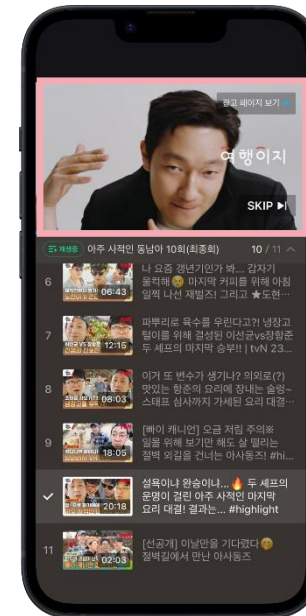 광고 페이지 보기
여행이지
SKIP
재생중 아주 사적인 동남아 10회(최종회) 10 / 11
나 요즘 갱년기인가 봐... 갑자기
6 06:43 울컥해 마지막 커피를 위해 아침
일찍 나선 재벌즈! 그리고 ★도현…
파뿌리로 육수를 우린다고?! 냉장고
7 12:15 털이를 위해 결성된 이선균vs장항준
두 셰프의 마지막 승부!! | tvN 23…
이거 또 변수가 생기나? 의외로(?)
8 08:03 맛있는 항준의 요리에 장내는 술렁~
스태프 심사까지 가세된 요리 대결…
[빠이 캐니언] 오금 저림 주의※
9 18:05 일몰 위해 보기만 해도 살 떨리는
절벽 외길을 건너는 아사동즈! #hi…
설욕이냐 완승이냐... 두 셰프의
20:18 운명이 걸린 아주 사적인 마지막
요리 대결! 결과는... #highlight
11 02:03 [선공개] 이날만을 기다렸다
절벽길에서 만난 아사동즈